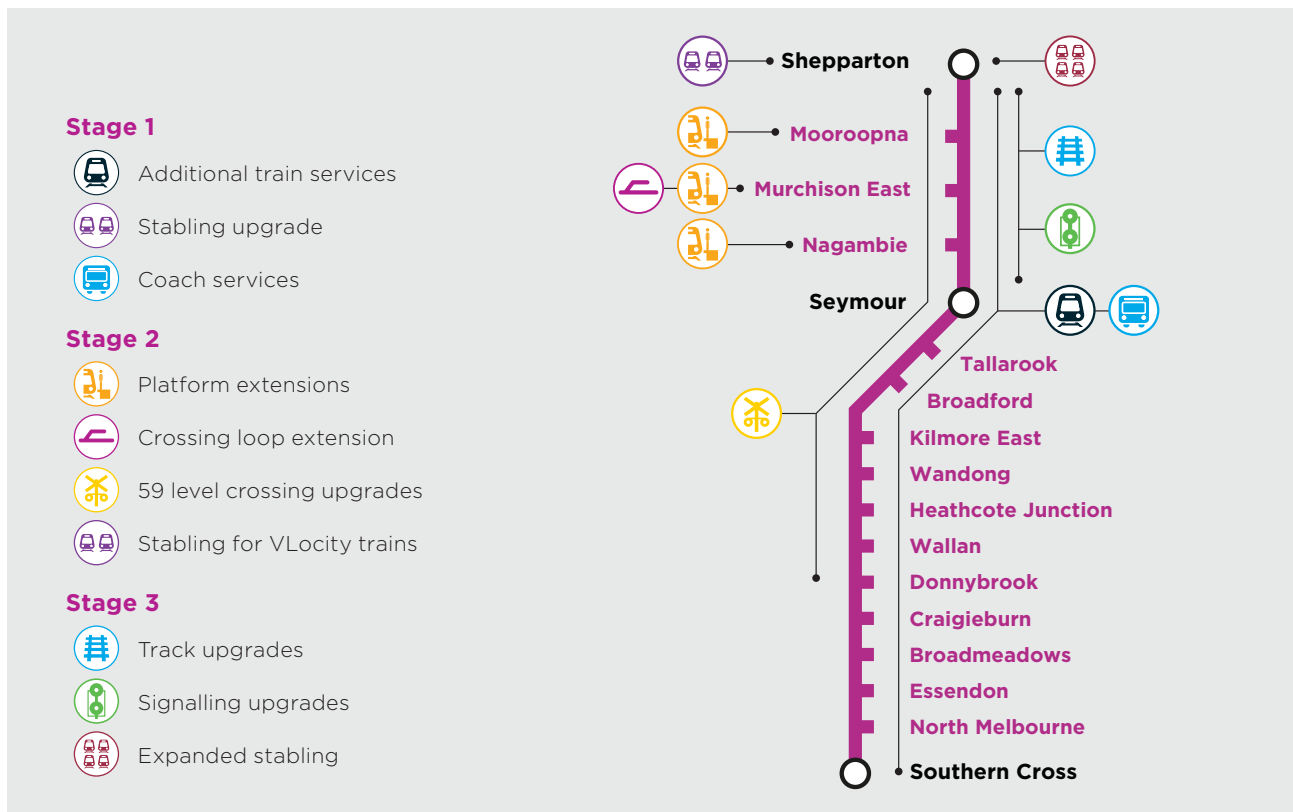 Stage 1
Additional train services
Stabling upgrade
Coach services
Stage 2
Platform extensions
Crossing loop extension
59 level crossing upgrades
Stabling for VLocity trains
Stage 3
Track upgrades
Signalling upgrades
Expanded stabling
Shepparton
Mooroopna
Murchison East
Nagambie
Seymour
Tallarook
Broadford
Kilmore East
Wandong
Heathcote Junction
Wallan
Donnybrook
Craigieburn
Broadmeadows
Essendon
North Melbourne
Southern Cross